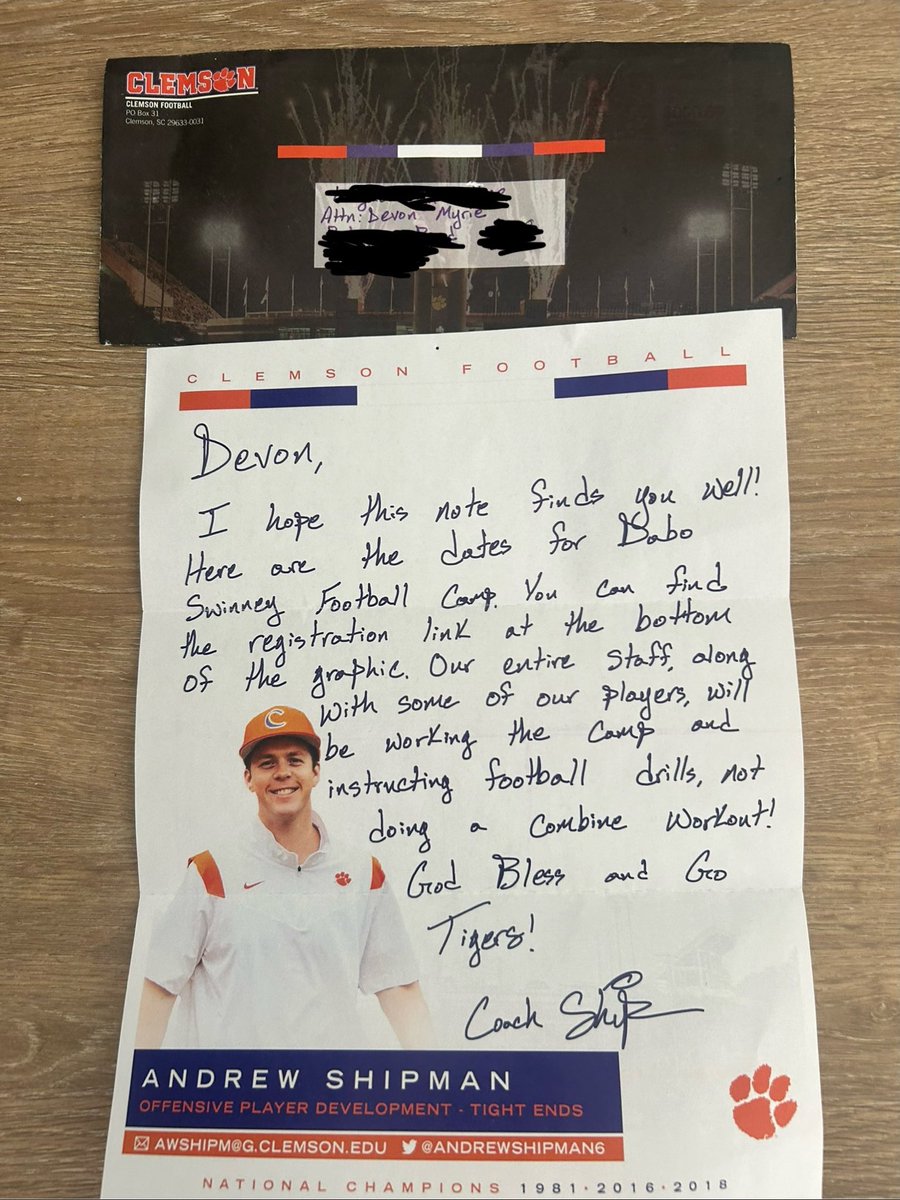 CLEMSON
CLEMSON FOOTBALL
PO Box 31
Clemson, SC 29633-0031
Attn: Devon Myrie
CLEMSON FOOTBALL
Devon,
I hope this note finds you well!
Here are the dates for Dabo
Swinney Football Camp. You can find
the registration link at the bottom
of the graphic. Our entire staff, along
with some of our players, will
be working the camp and
instructing football drills, not
doing a combine workout!
God Bless and Go
Tigers!
Coach Ship
C
ANDREW SHIPMAN
OFFENSIVE PLAYER DEVELOPMENT - TIGHT ENDS
AWSHIPM@G.CLEMSON.EDU @ANDREWSHIPMAN6
NATIONAL CHAMPIONS 1981·2016·2018